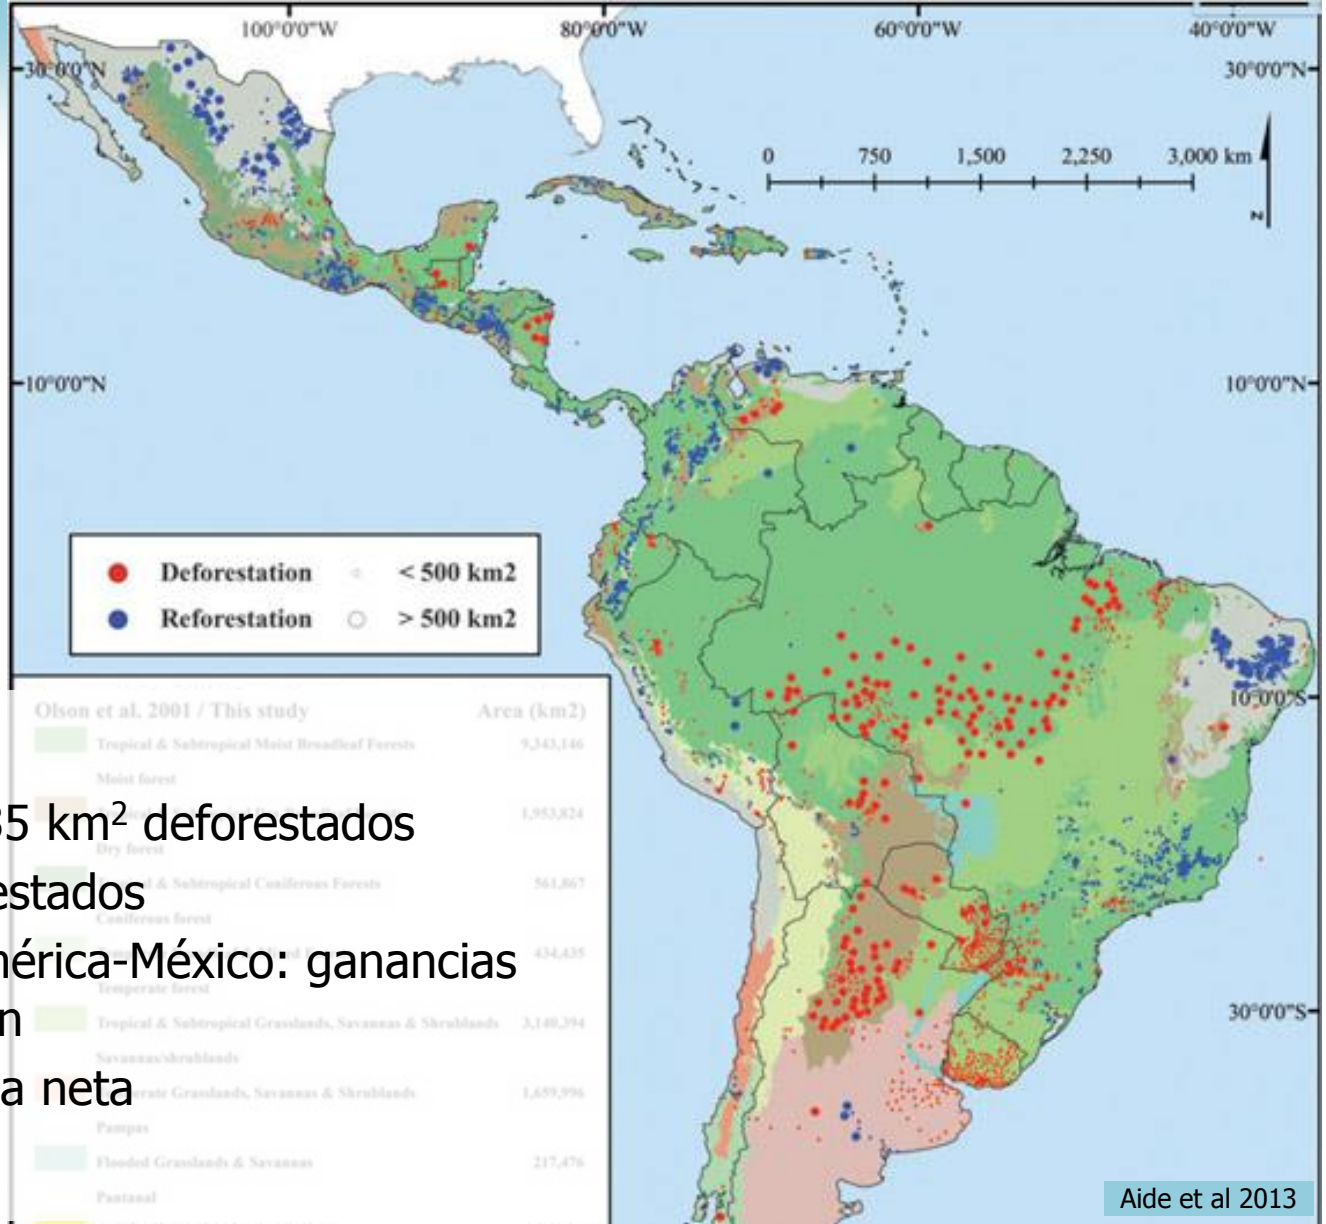 100°0'0"W 80°0'0"W 60°0'0"W 40°0'0"W
30°0'0"N 30°0'0"N
0 750 1,500 2,250 3,000 km
N
10°0'0"N 10°0'0"N
Deforestation < 500 km2
Reforestation > 500 km2
10°0'0"S
30°0'0"S
Olson et al. 2001 / This study Area (km2)
Tropical & Subtropical Moist Broadleaf Forests 9,343,146
Moist forest
1,953,824
35 km² deforestados
Dry forest
Tropical & Subtropical Coniferous Forests 561,867
estados
Coniferous forest
434,435
mérica-México: ganancias
Temperate forest
n
Tropical & Subtropical Grasslands, Savannas & Shrublands 3,140,394
Savannas/shrublands
a neta
Grasslands, Savannas & Shrublands 1,659,996
Pampas
Flooded Grasslands & Savannas 217,476
Pantanal
Aide et al 2013